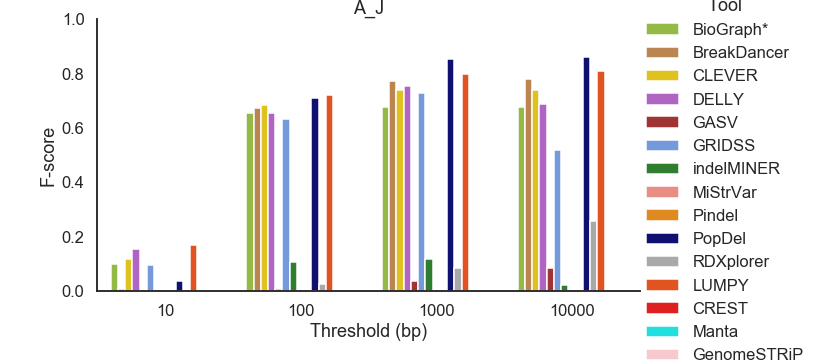 A_J
Tool
1.0
0.8
0.6
0.4
0.2
0.0
F-score
10
100
1000
10000
Threshold (bp)
BioGraph*
BreakDancer
CLEVER
DELLY
GASV
GRIDSS
indelMINER
MiStrVar
Pindel
PopDel
RDXplorer
LUMPY
CREST
Manta
GenomeSTRiP